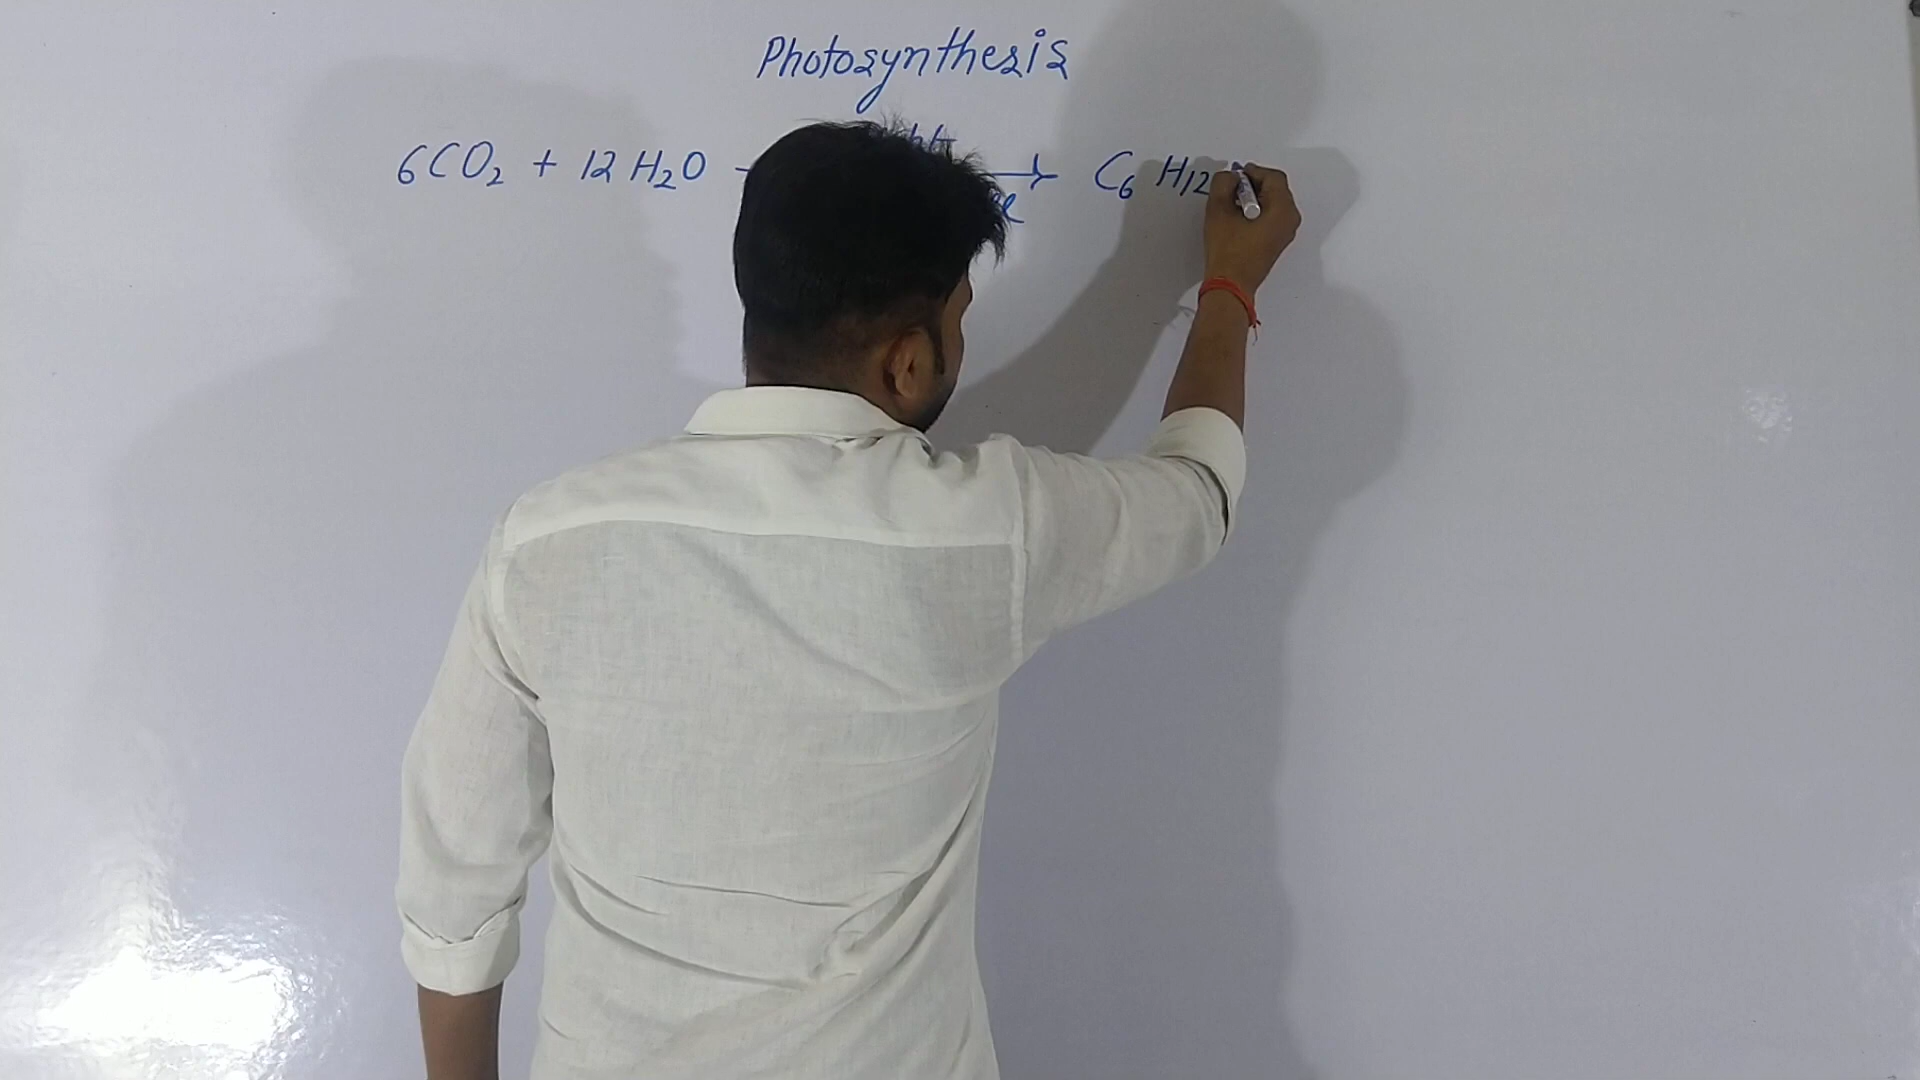 Photosynthesis
6CO₂ + 12 H₂O → C₆ H₁₂